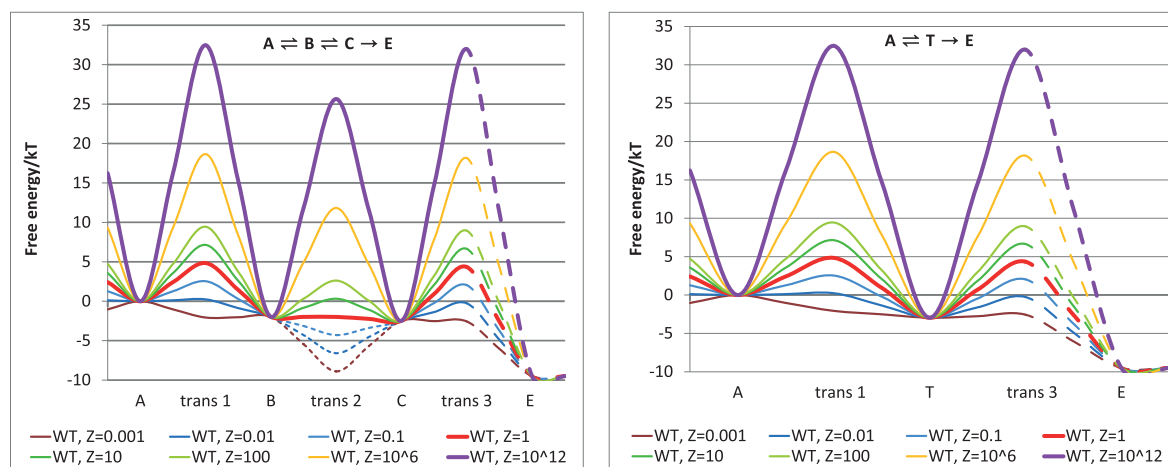 A ⇌ B ⇌ C → E
Free energy/kT
35
30
25
20
15
10
5
0
-5
-10
A trans 1 B trans 2 C trans 3 E
WT, Z=0.001 WT, Z=0.01 WT, Z=0.1 WT, Z=1
WT, Z=10 WT, Z=100 WT, Z=10^6 WT, Z=10^12
A ⇌ T → E
Free energy/kT
35
30
25
20
15
10
5
0
-5
-10
A trans 1 T trans 3 E
WT, Z=0.001 WT, Z=0.01 WT, Z=0.1 WT, Z=1
WT, Z=10 WT, Z=100 WT, Z=10^6 WT, Z=10^12